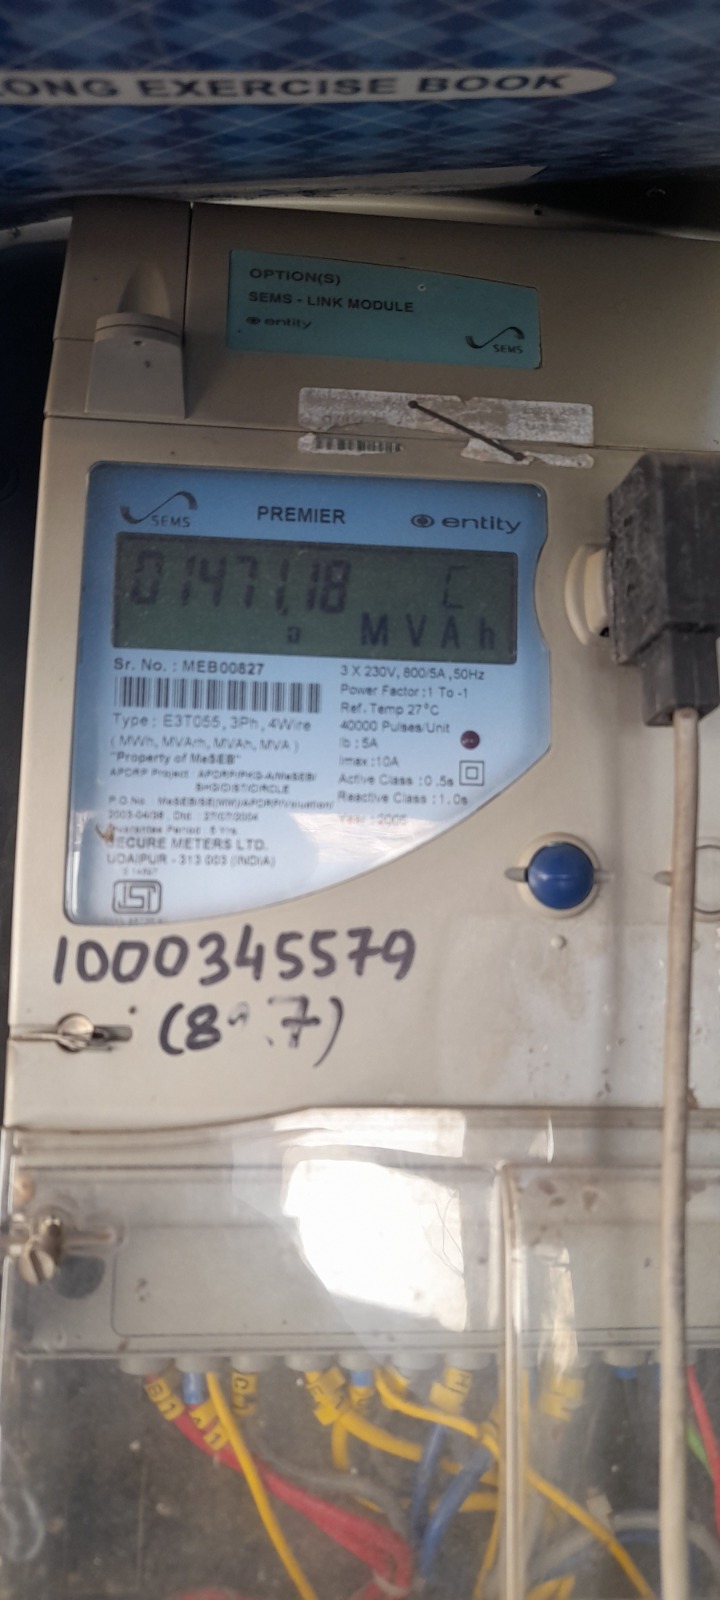 LONG EXERCISE BOOK
OPTION(S)
SEMS - LINK MODULE
entity
SEMS
SEMS PREMIER entity
01471.18 C
MVAh
Sr. No. : MEB00827
Type : E3T055, 3Ph, 4Wire
( MWh, MVArh, MVAh, MVA )
"Property of MeSEB"
P.O.No.
SECURE METERS LTD.
UDAIPUR - 313 003 (INDIA)
3 X 230V, 800/5A, 50Hz
Power Factor :1 To -1
Ref. Temp 27°C
40000 Pulses/Unit
Ib : 5A
Imax :10A
Active Class : 0.5s
Reactive Class : 1.0s
1000345579